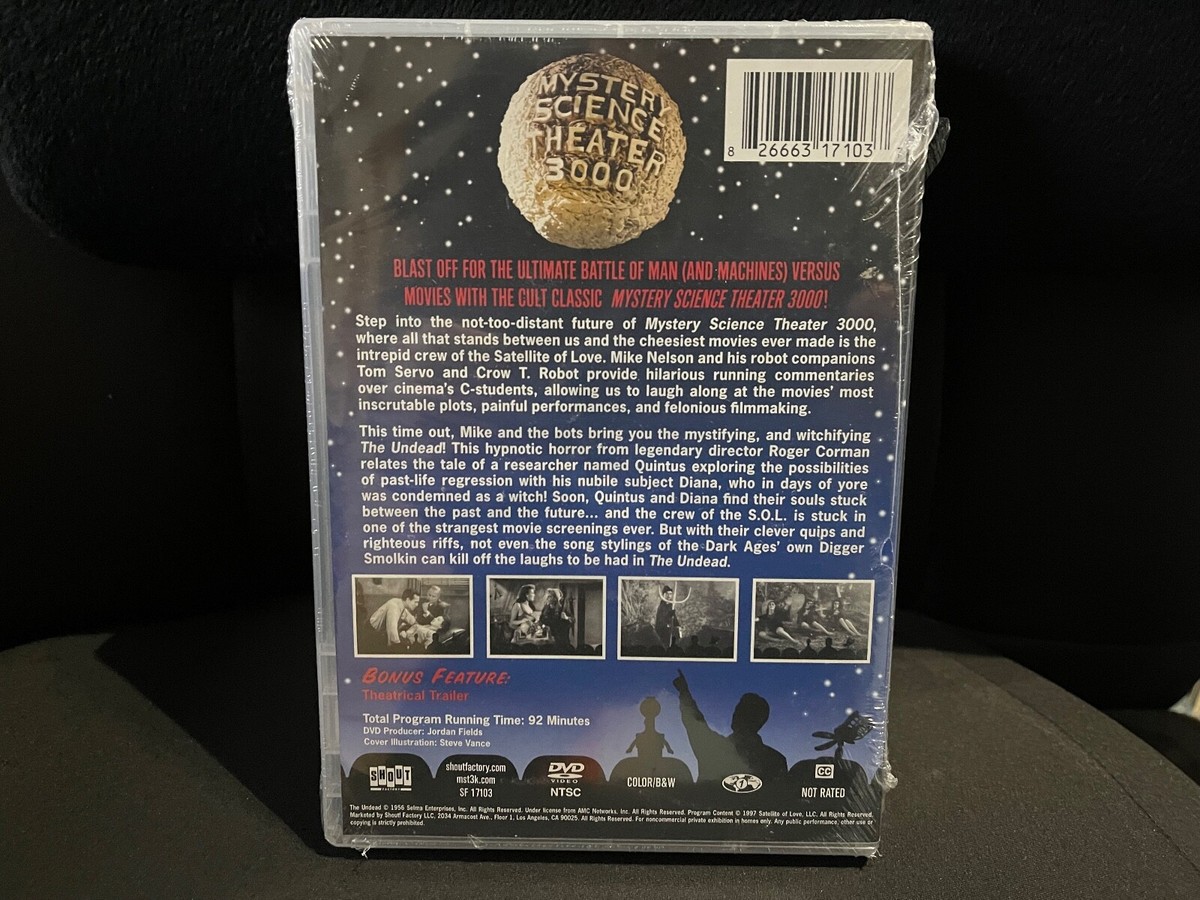 MYSTERY
SCIENCE
THEATER
3000
8 26663 17103
BLAST OFF FOR THE ULTIMATE BATTLE OF MAN (AND MACHINES) VERSUS
MOVIES WITH THE CULT CLASSIC MYSTERY SCIENCE THEATER 3000!
Step into the not-too-distant future of Mystery Science Theater 3000,
where all that stands between us and the cheesiest movies ever made is the
intrepid crew of the Satellite of Love. Mike Nelson and his robot companions
Tom Servo and Crow T. Robot provide hilarious running commentaries
over cinema's C-students, allowing us to laugh along at the movies' most
inscrutable plots, painful performances, and felonious filmmaking.
This time out, Mike and the bots bring you the mystifying, and witchifying
The Undead! This hypnotic horror from legendary director Roger Corman
relates the tale of a researcher named Quintus exploring the possibilities
of past-life regression with his nubile subject Diana, who in days of yore
was condemned as a witch! Soon, Quintus and Diana find their souls stuck
between the past and the future... and the crew of the S.O.L. is stuck in
one of the strangest movie screenings ever. But with their clever quips and
righteous riffs, not even the song stylings of the Dark Ages' own Digger
Smolkin can kill off the laughs to be had in The Undead.
BONUS FEATURE:
Theatrical Trailer
Total Program Running Time: 92 Minutes
DVD Producer: Jordan Fields
Cover Illustration: Steve Vance
SHOUT
FACTORY
shoutfactory.com
mst3k.com
SF 17103
DVD
VIDEO
NTSC
COLOR/B&W
1
CC
NOT RATED
The Undead © 1956 Selma Enterprises, Inc. All Rights Reserved. Under license from AMC Networks, Inc. All Rights Reserved. Program Content © 1997 Satellite of Love, LLC. All Rights Reserved.
Marketed by Shout! Factory LLC, 2034 Armacost Ave., Floor 1, Los Angeles, CA 90025. All Rights Reserved. For noncommercial private exhibition in homes only. Any public performance, other use or
copying is strictly prohibited.